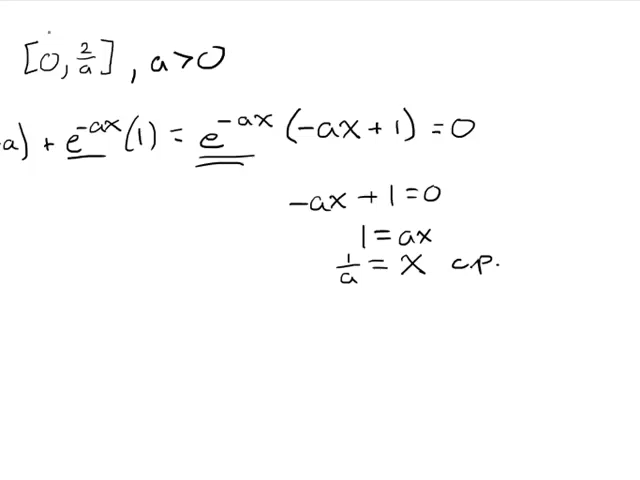 [0, 2/a], a>0
-a) + e^-ax (1) = e^-ax (-ax + 1) = 0
-ax + 1 = 0
1 = ax
1/a = x c.p.